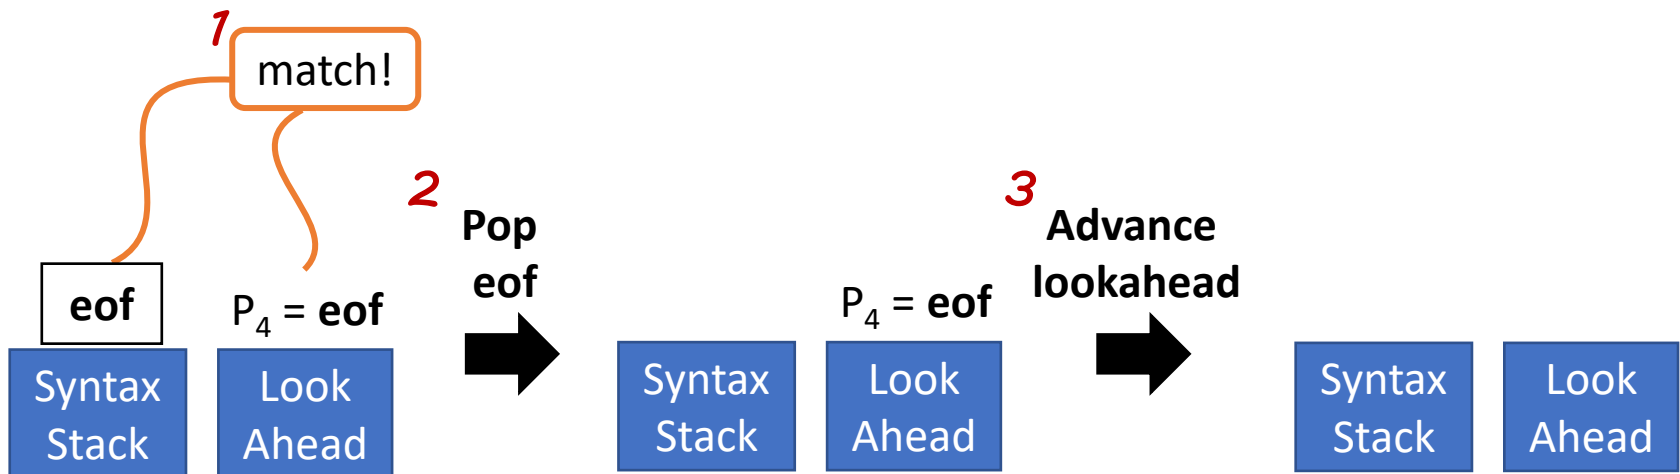 1
match!
2
Pop
eof
3
Advance
lookahead
eof
P₄ = eof
P₄ = eof
Syntax
Stack
Look
Ahead
Syntax
Stack
Look
Ahead
Syntax
Stack
Look
Ahead